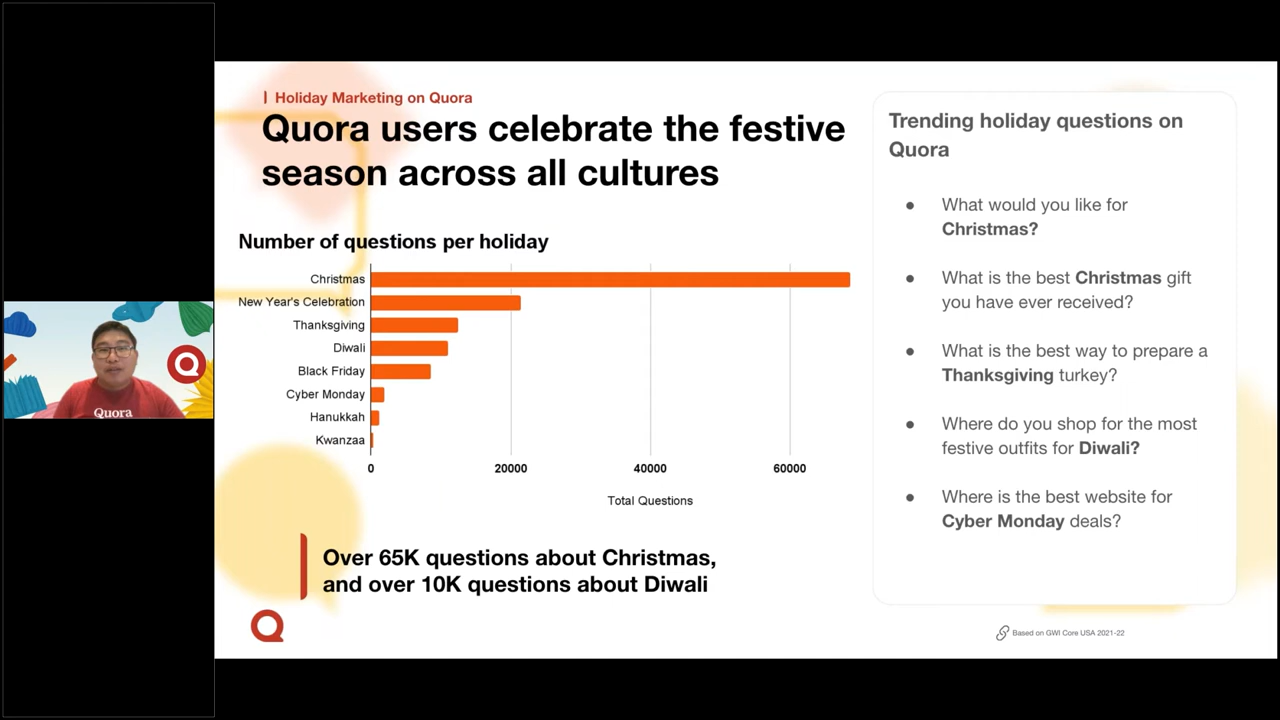 Holiday Marketing on Quora
Quora users celebrate the festive
season across all cultures
Number of questions per holiday
Christmas
New Year's Celebration
Thanksgiving
Diwali
Black Friday
Cyber Monday
Hanukkah
Kwanzaa
0 20000 40000 60000
Total Questions
Over 65K questions about Christmas,
and over 10K questions about Diwali
Trending holiday questions on
Quora
● What would you like for
Christmas?
● What is the best Christmas gift
you have ever received?
● What is the best way to prepare a
Thanksgiving turkey?
● Where do you shop for the most
festive outfits for Diwali?
● Where is the best website for
Cyber Monday deals?
Based on GWI Core USA 2021-22
Quora
Q
Q